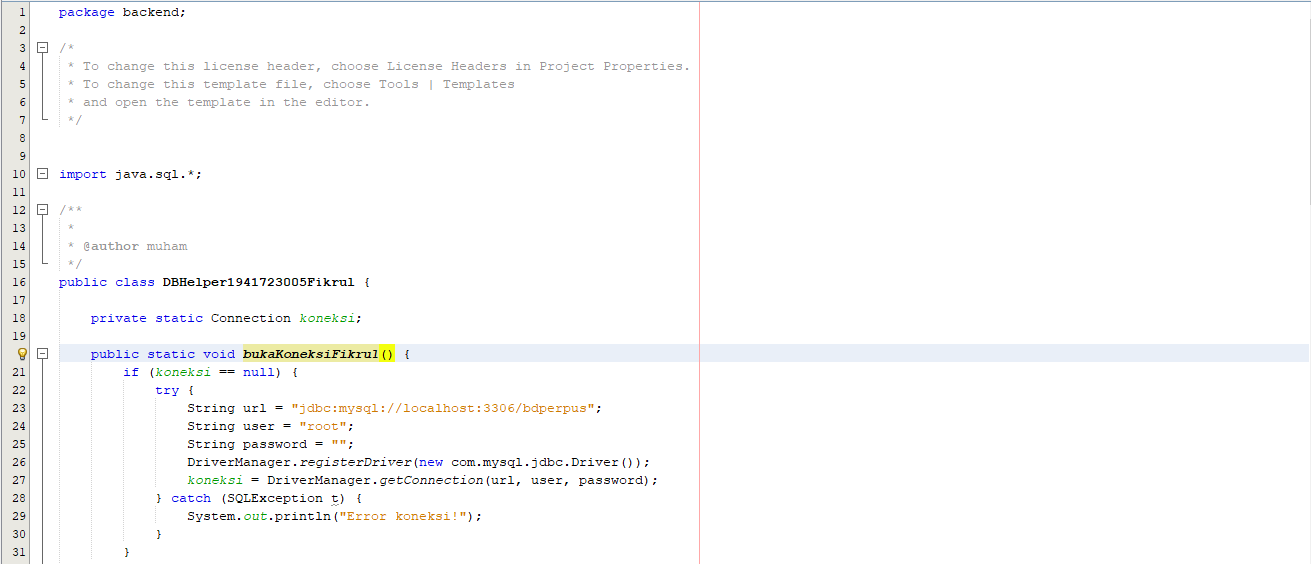 1 package backend;
2
3 /*
4 * To change this license header, choose License Headers in Project Properties.
5 * To change this template file, choose Tools | Templates
6 * and open the template in the editor.
7 */
8
9
10 import java.sql.*;
11
12 /**
13 *
14 * @author muham
15 */
16 public class DBHelper1941723005Fikrul {
17
18 private static Connection koneksi;
19
public static void bukaKoneksiFikrul() {
21 if (koneksi == null) {
22 try {
23 String url = "jdbc:mysql://localhost:3306/bdperpus";
24 String user = "root";
25 String password = "";
26 DriverManager.registerDriver(new com.mysql.jdbc.Driver());
27 koneksi = DriverManager.getConnection(url, user, password);
28 } catch (SQLException t) {
29 System.out.println("Error koneksi!");
30 }
31 }